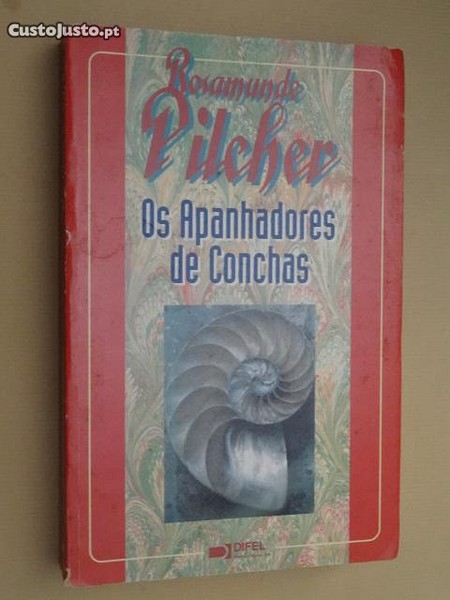 CustoJusto.pt
Rosamunde
Pilcher
Os Apanhadores
de Conchas
DIFEL